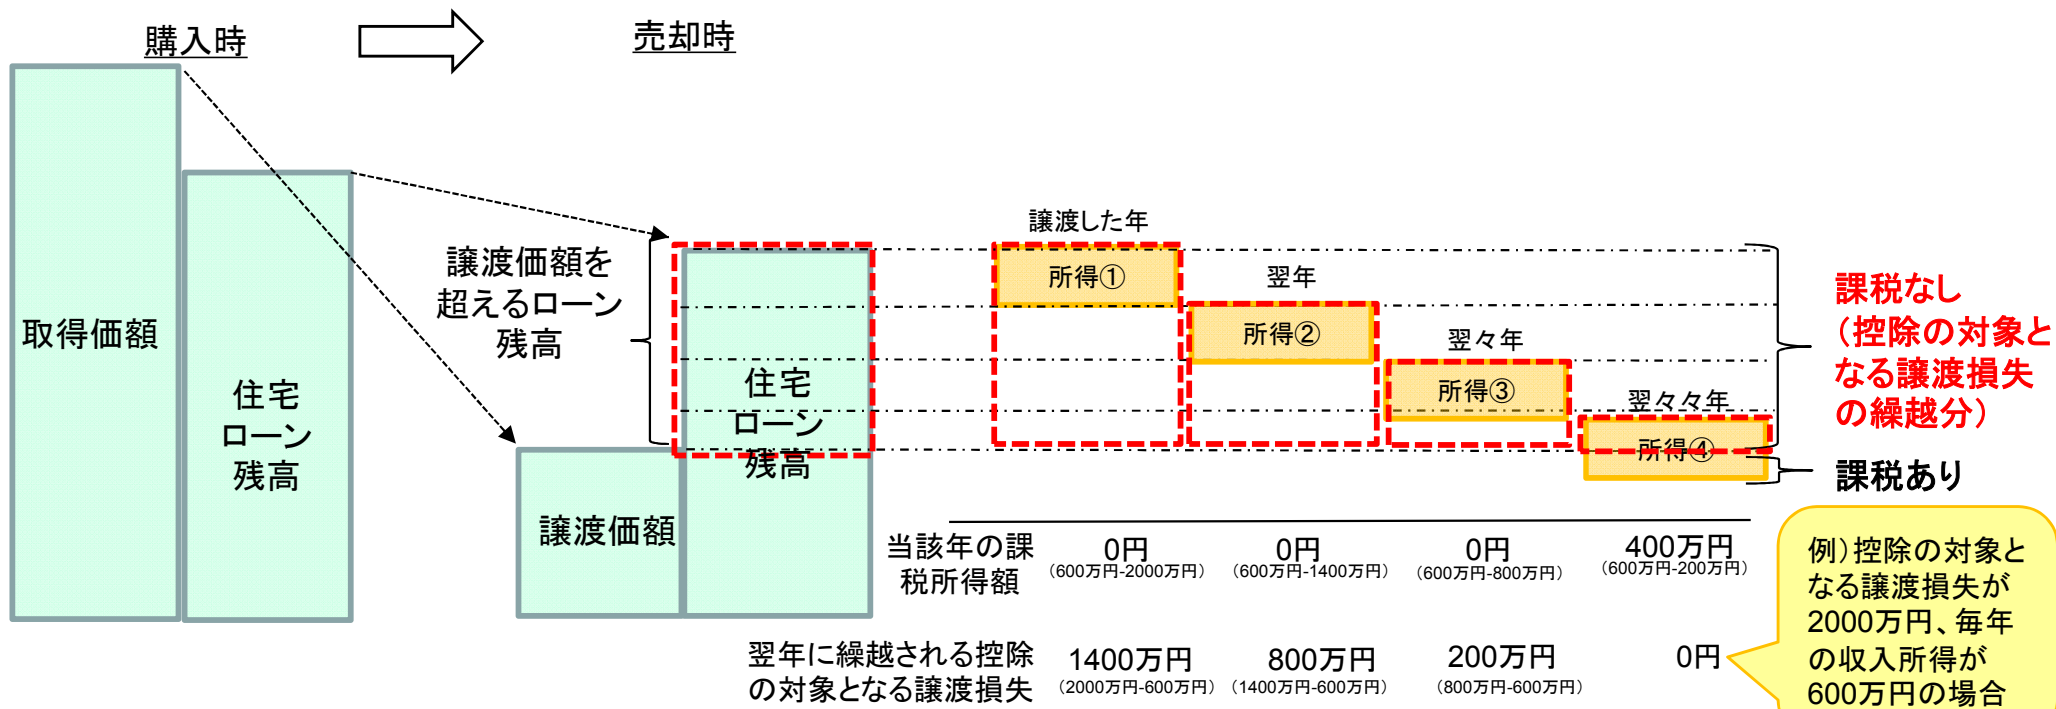 購入時
売却時
取得価額
住宅
ローン
残高
譲渡価額を
超えるローン
残高
譲渡価額
住宅
ローン
残高
譲渡した年
所得①
翌年
所得②
翌々年
所得③
翌々々年
所得④
課税なし
（控除の対象と
なる譲渡損失
の繰越分）
課税あり
当該年の課
税所得額
0円
（600万円-2000万円）
0円
（600万円-1400万円）
0円
（600万円-800万円）
400万円
（600万円-200万円）
翌年に繰越される控除
の対象となる譲渡損失
1400万円
（2000万円-600万円）
800万円
（1400万円-600万円）
200万円
（800万円-600万円）
0円
例）控除の対象と
なる譲渡損失が
2000万円、毎年
の収入所得が
600万円の場合